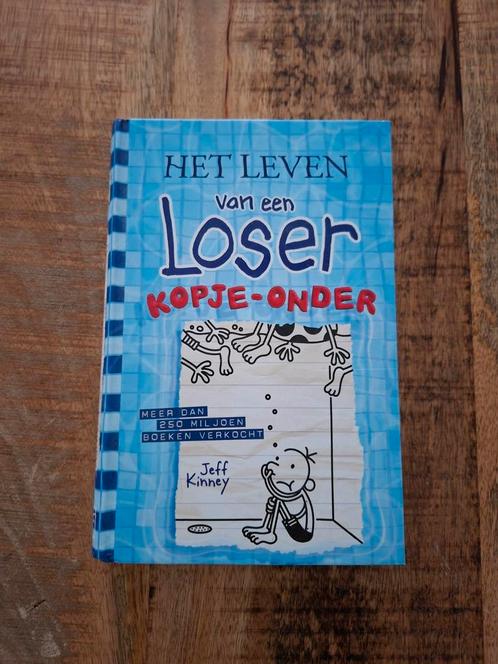 HET LEVEN
van een
Loser
KOPJE-ONDER
MEER DAN
250 MILJOEN
BOEKEN VERKOCHT
Jeff
Kinney